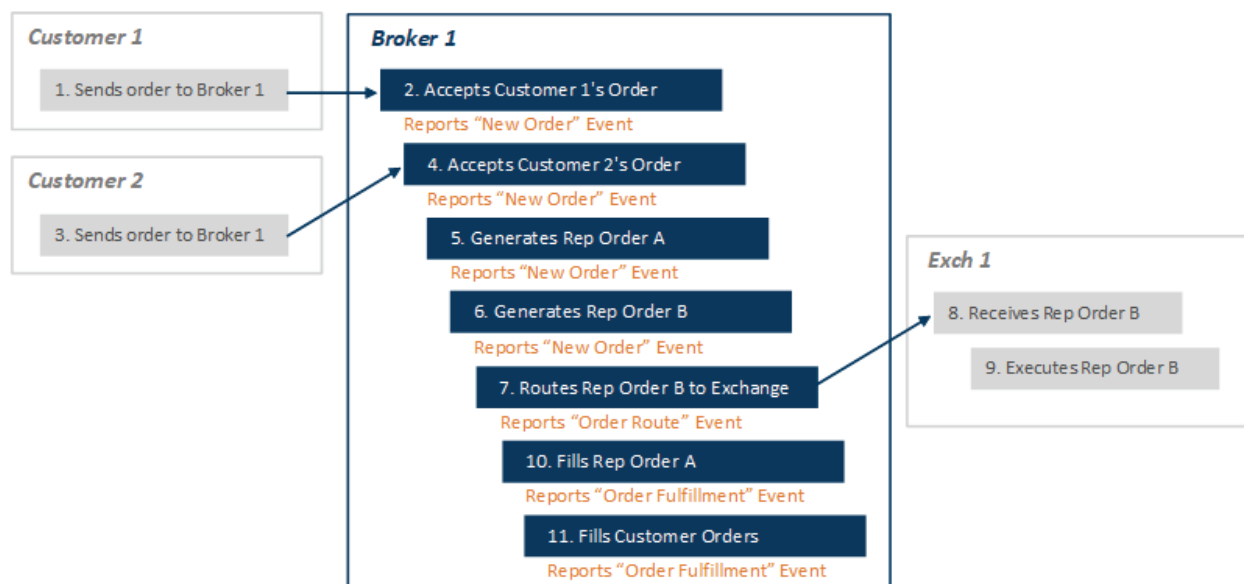 Customer 1
1. Sends order to Broker 1
Customer 2
3. Sends order to Broker 1
Broker 1
2. Accepts Customer 1's Order
Reports “New Order” Event
4. Accepts Customer 2's Order
Reports “New Order” Event
5. Generates Rep Order A
Reports “New Order” Event
6. Generates Rep Order B
Reports “New Order” Event
7. Routes Rep Order B to Exchange
Reports “Order Route” Event
10. Fills Rep Order A
Reports “Order Fulfillment” Event
11. Fills Customer Orders
Reports “Order Fulfillment” Event
Exch 1
8. Receives Rep Order B
9. Executes Rep Order B